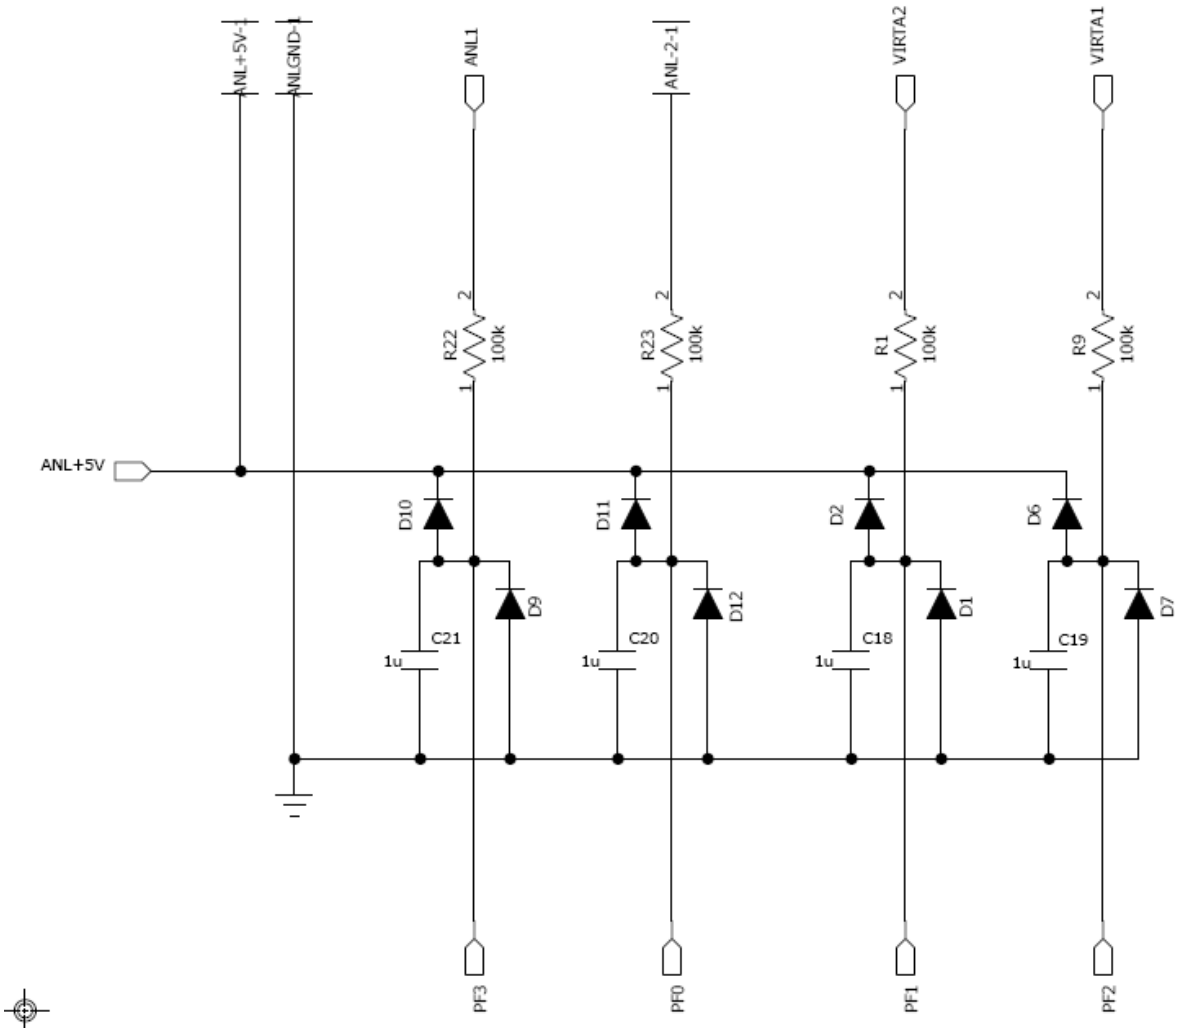 ANL+5V-1
ANLGND-1
ANL1
ANL-2-1
VIRTA2
VIRTA1
2
R22
100k
1
2
R23
100k
1
2
R1
100k
1
2
R9
100k
1
ANL+5V
D10
D11
D2
D6
D9
D12
D1
D7
C21
1u
C20
1u
C18
1u
C19
1u
PF3
PF0
PF1
PF2